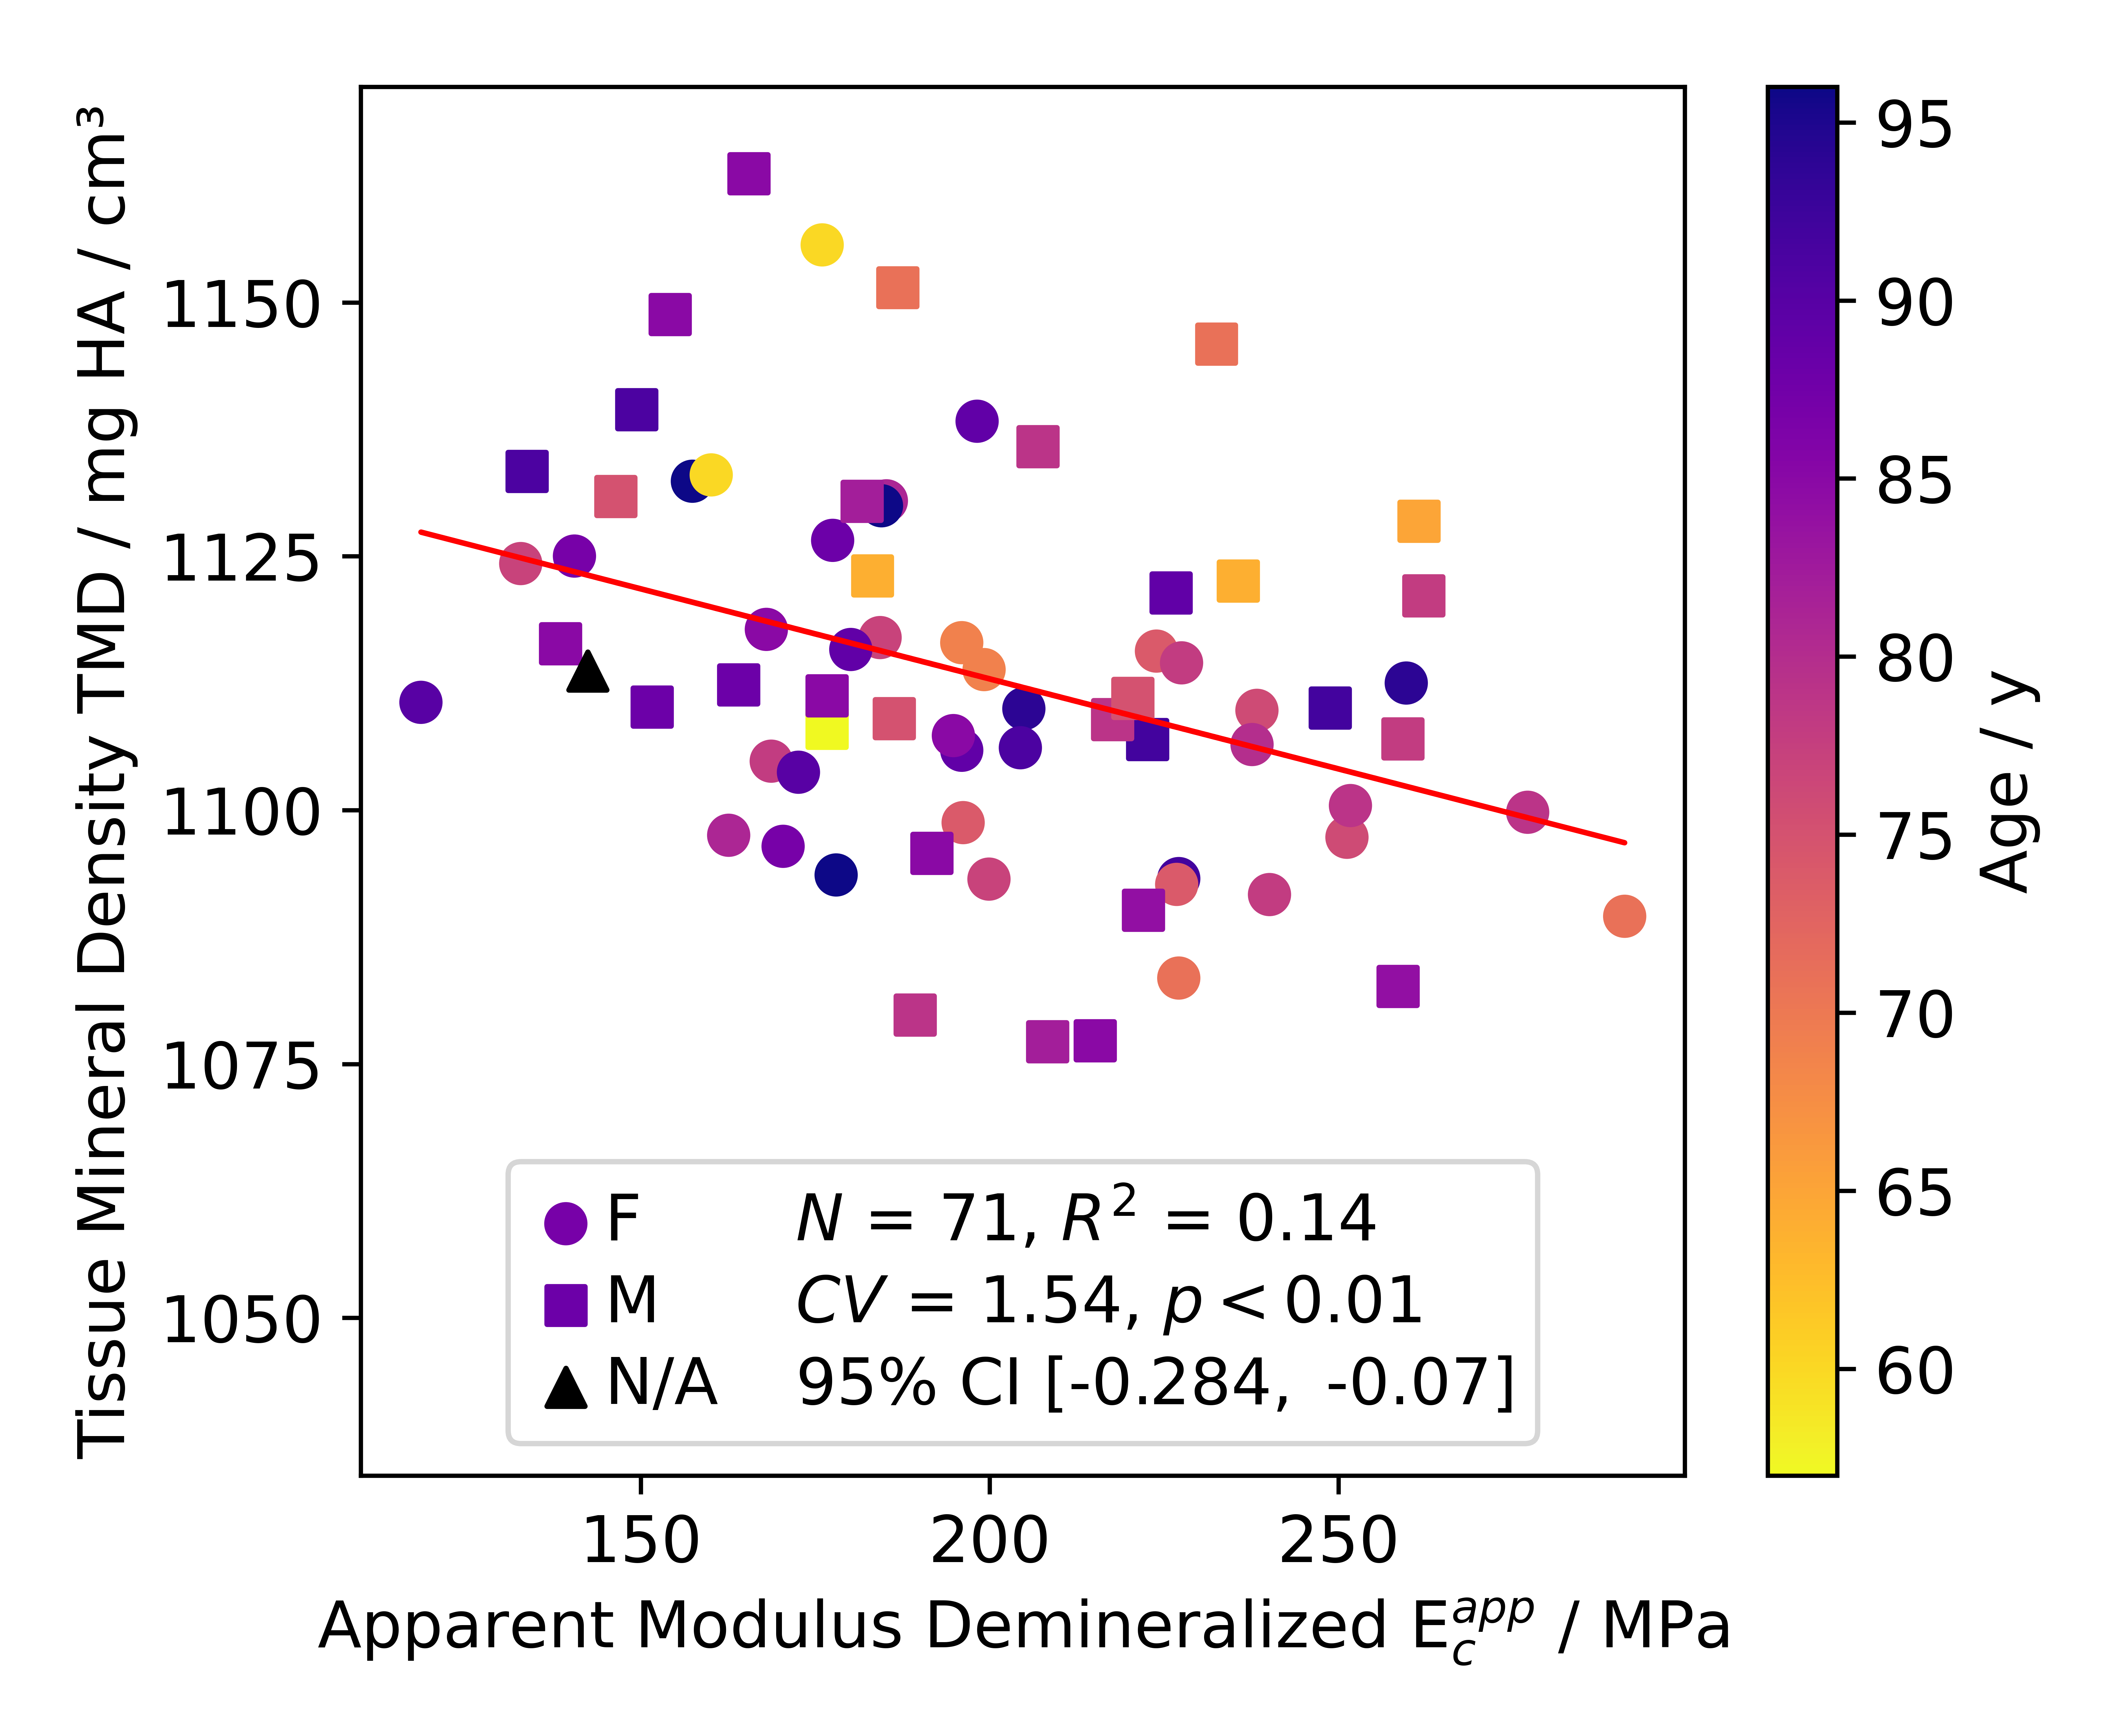 Tissue Mineral Density TMD / mg HA / cm³
1150
1125
1100
1075
1050
F N = 71, R² = 0.14
M CV = 1.54, p < 0.01
N/A 95% CI [-0.284, -0.07]
150 200 250
Apparent Modulus Demineralized E_c^app / MPa
95
90
85
80
75
70
65
60
Age / y